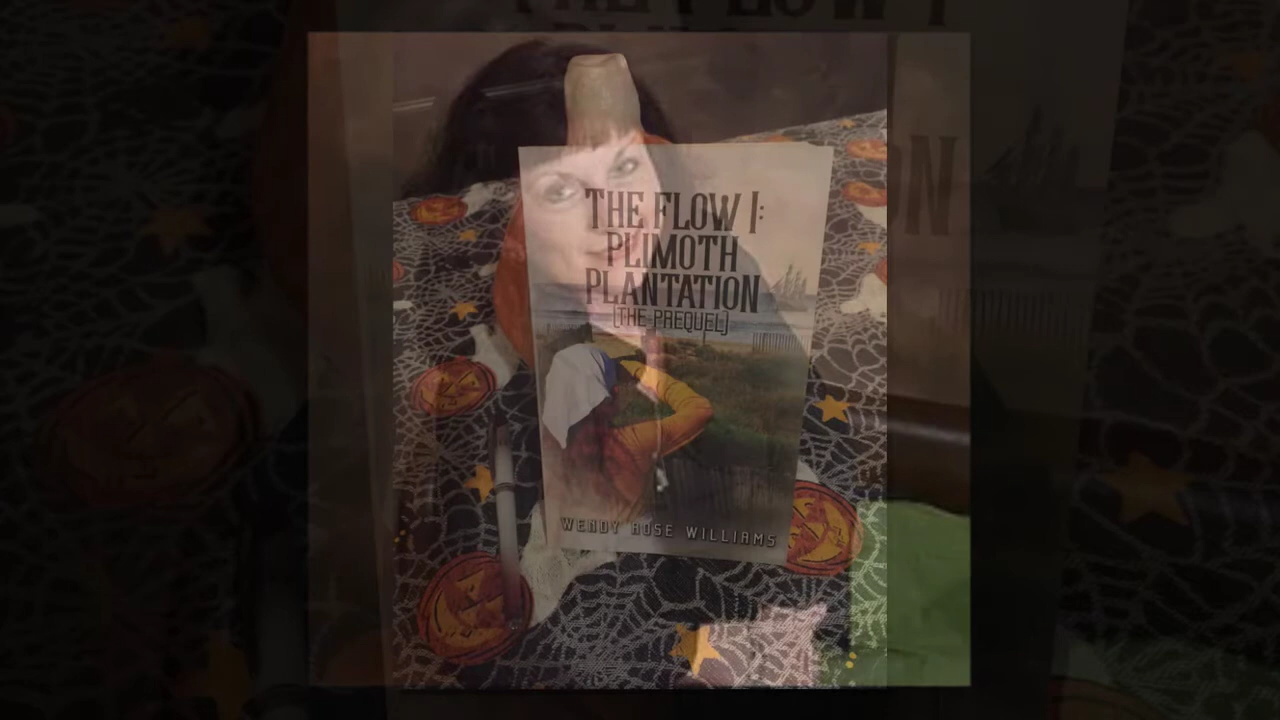 THE FLOW I:
PLIMOTH
PLANTATION
(THE PREQUEL)
WENDY ROSE WILLIAMS